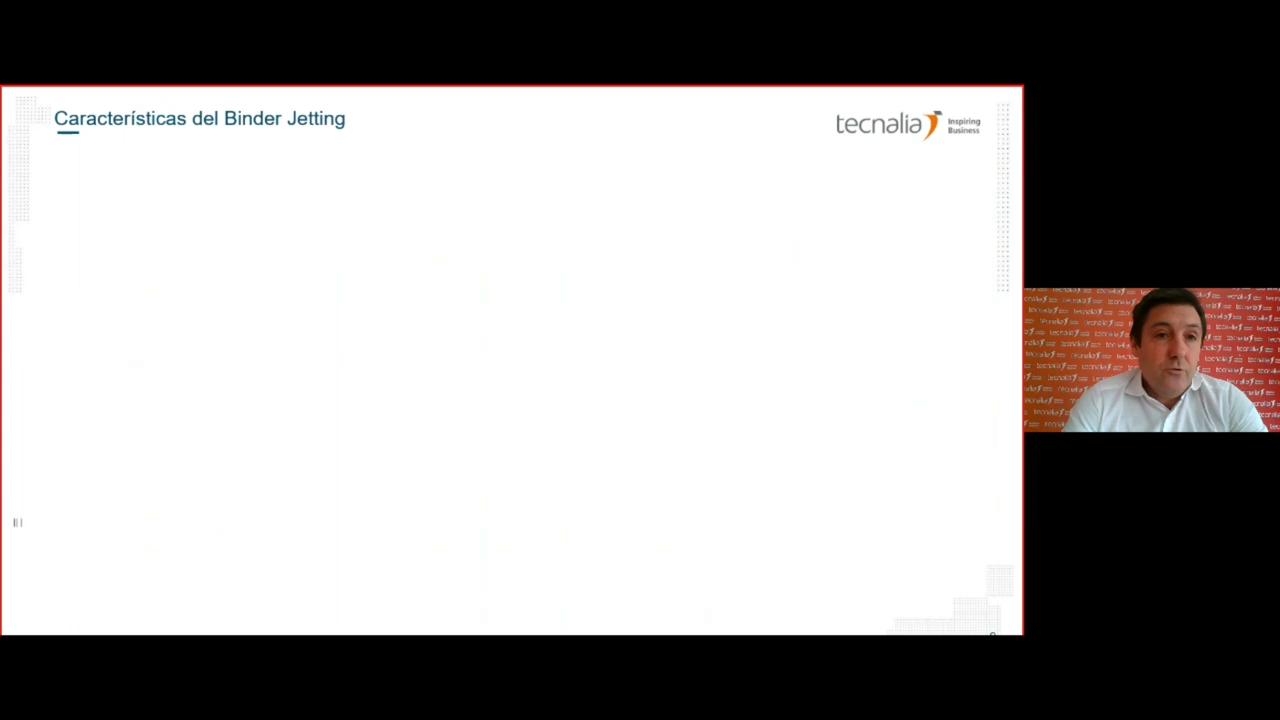 Características del Binder Jetting
tecnalia
Inspiring
Business